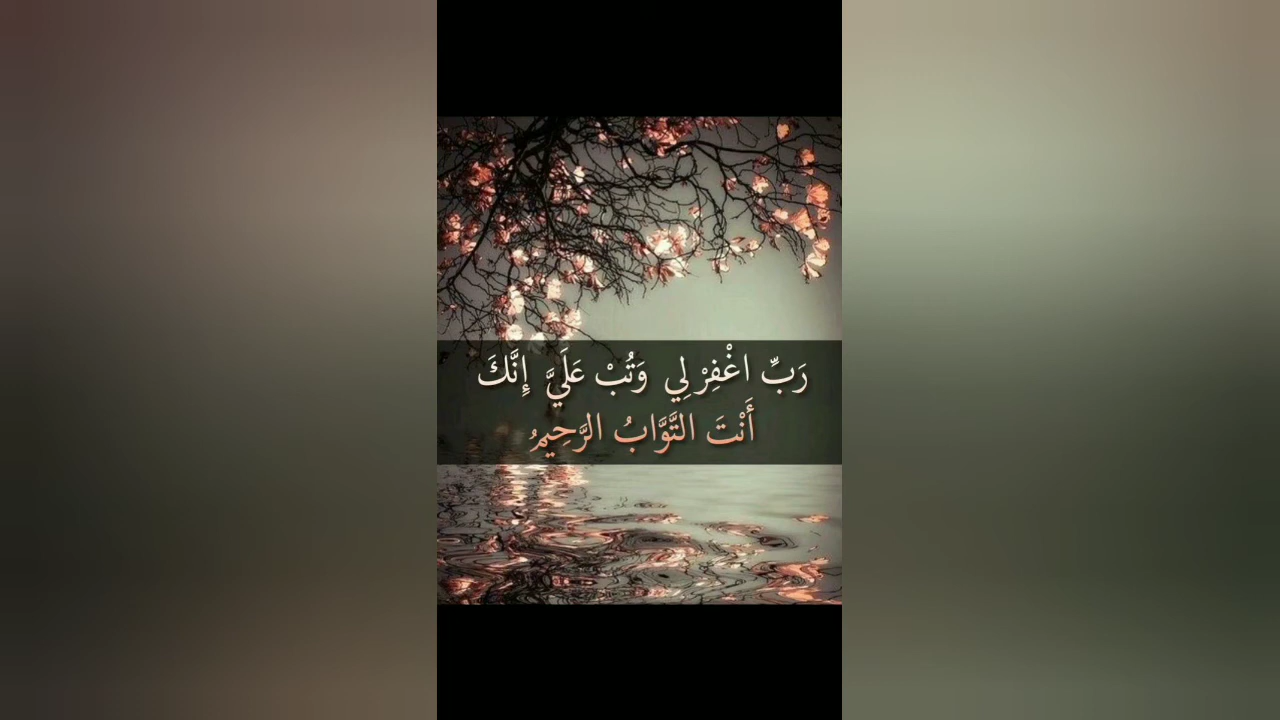 رَبِّ اغْفِرْ لِي وَتُبْ عَلَيَّ إِنَّكَ
أَنْتَ التَّوَّابُ الرَّحِيمُ